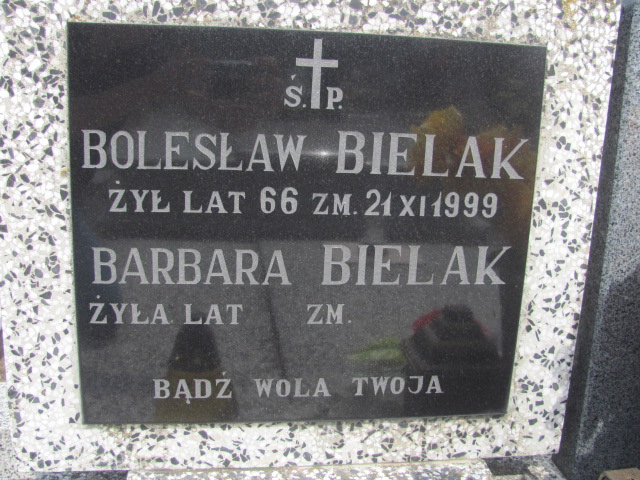 Ś. P.
BOLESŁAW BIELAK
ŻYŁ LAT 66 ZM. 21 XI 1999
BARBARA BIELAK
ŻYŁA LAT ZM.
BĄDŹ WOLA TWOJA